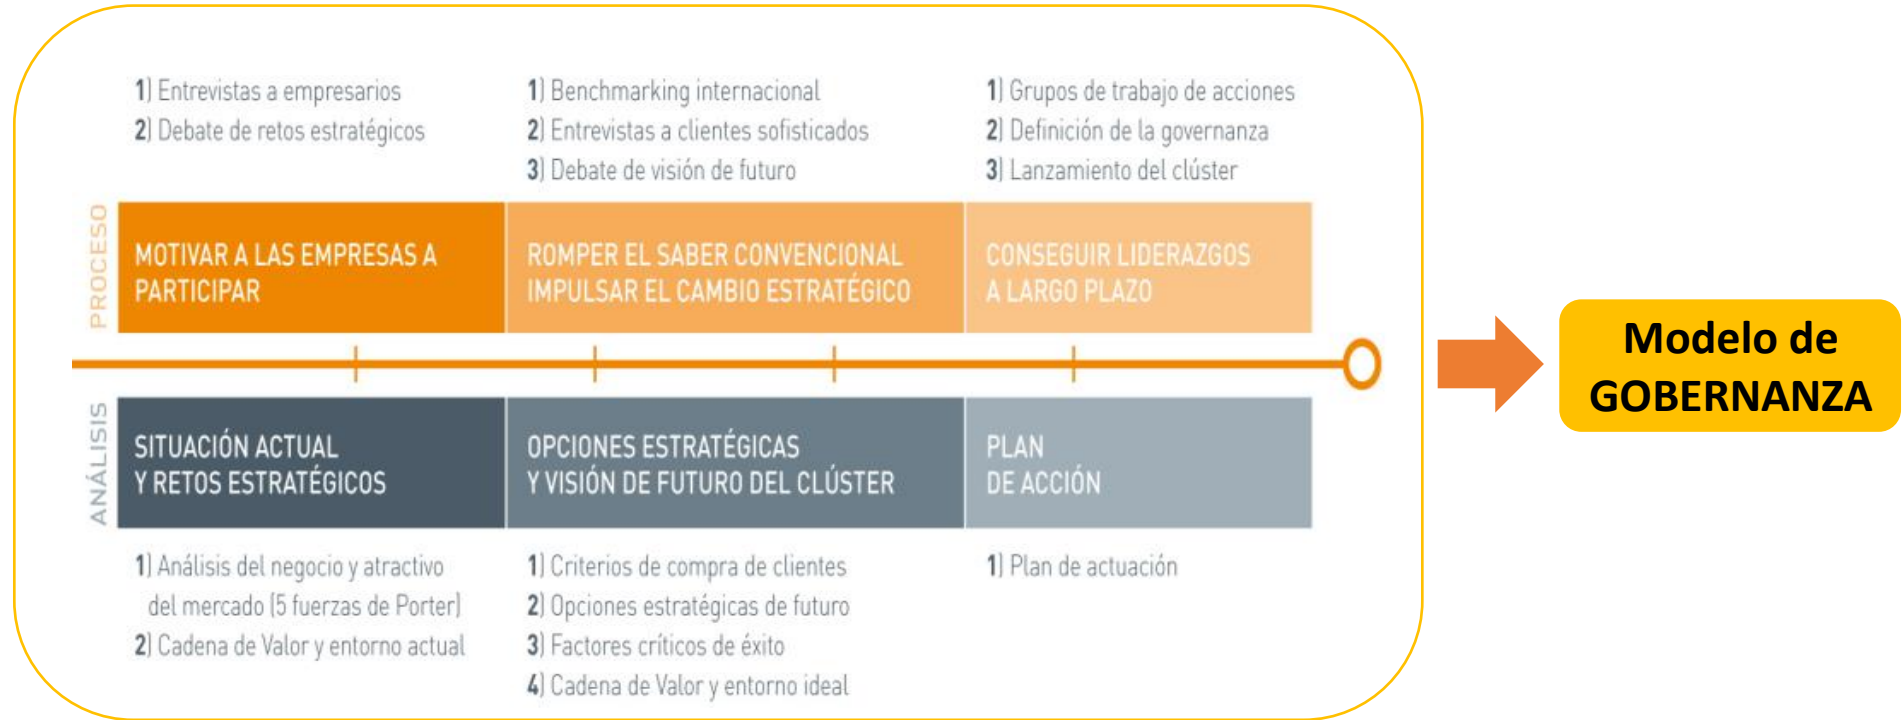 1) Entrevistas a empresarios
2) Debate de retos estratégicos
1) Benchmarking internacional
2) Entrevistas a clientes sofisticados
3) Debate de visión de futuro
1) Grupos de trabajo de acciones
2) Definición de la governanza
3) Lanzamiento del clúster
PROCESO
MOTIVAR A LAS EMPRESAS A
PARTICIPAR
ROMPER EL SABER CONVENCIONAL
IMPULSAR EL CAMBIO ESTRATÉGICO
CONSEGUIR LIDERAZGOS
A LARGO PLAZO
ANÁLISIS
SITUACIÓN ACTUAL
Y RETOS ESTRATÉGICOS
OPCIONES ESTRATÉGICAS
Y VISIÓN DE FUTURO DEL CLÚSTER
PLAN
DE ACCIÓN
1) Análisis del negocio y atractivo
del mercado (5 fuerzas de Porter)
2) Cadena de Valor y entorno actual
1) Criterios de compra de clientes
2) Opciones estratégicas de futuro
3) Factores críticos de éxito
4) Cadena de Valor y entorno ideal
1) Plan de actuación
Modelo de
GOBERNANZA